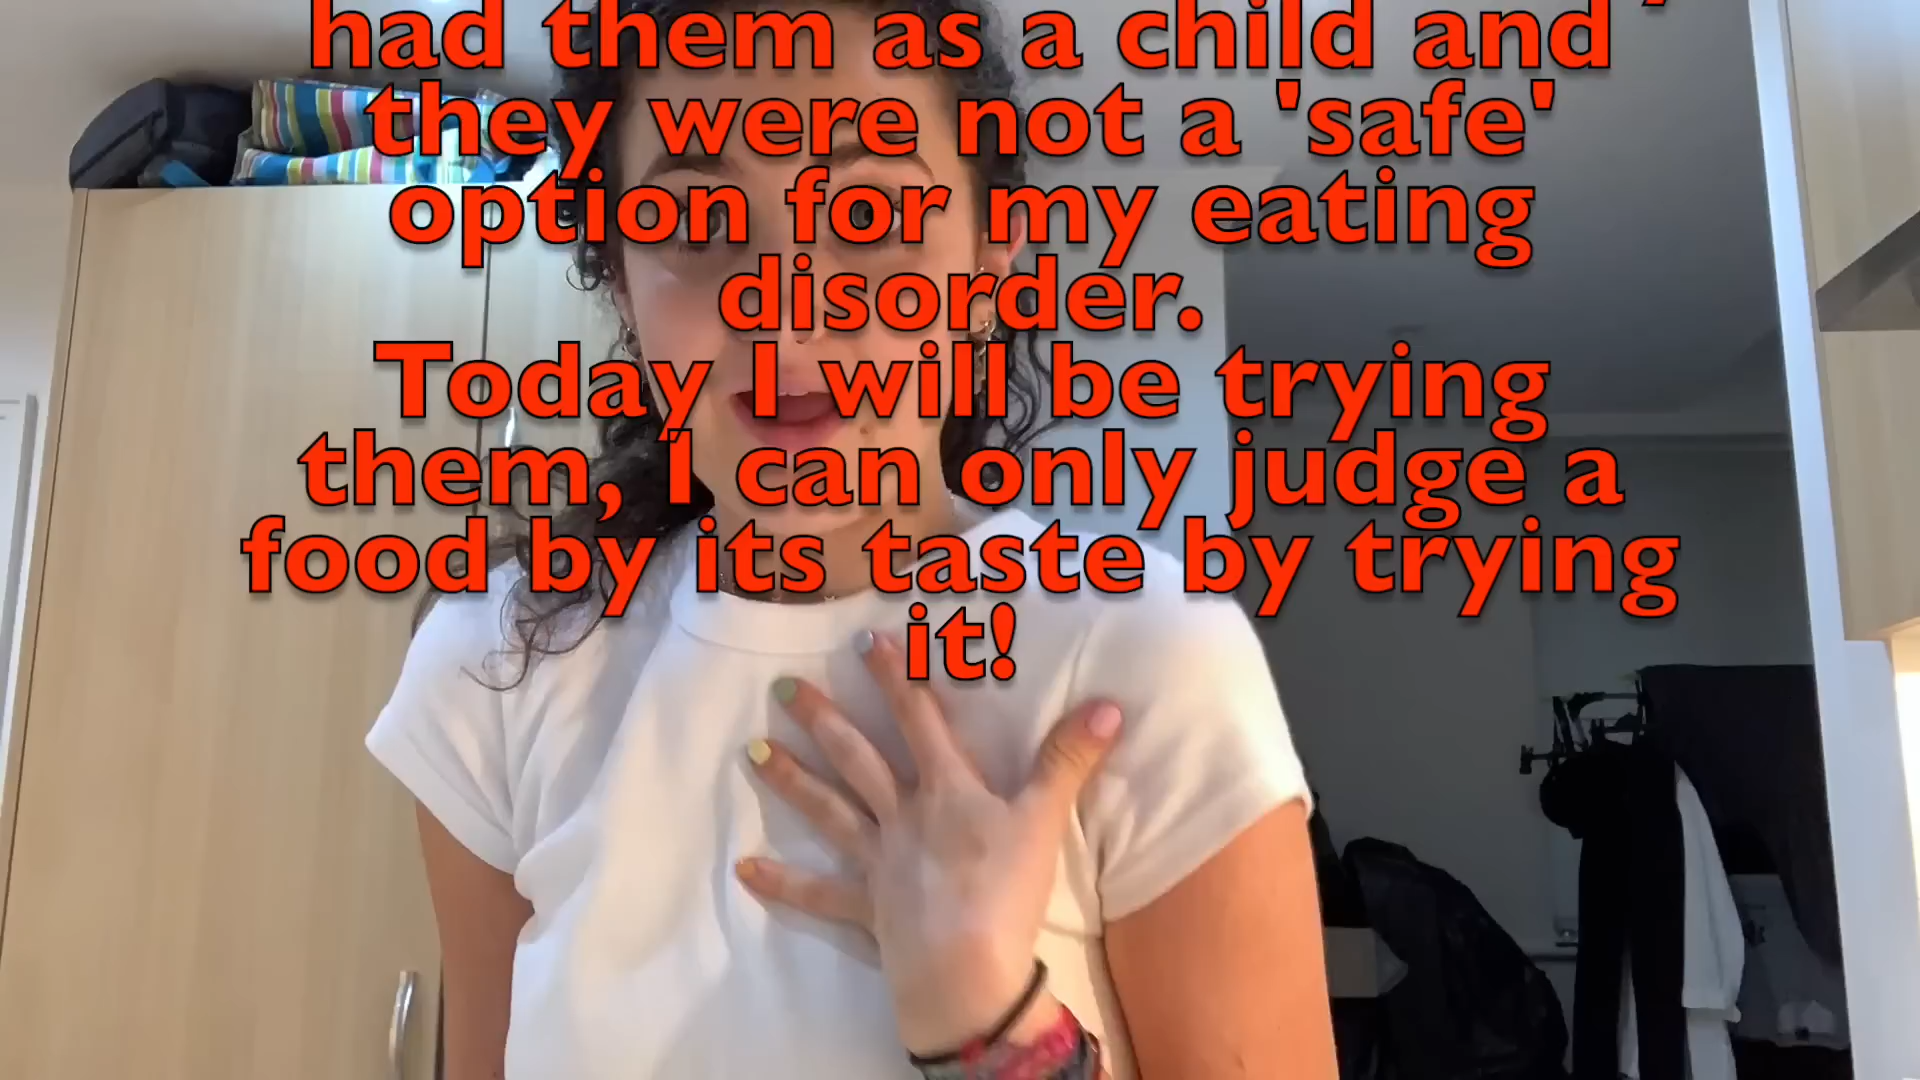 had them as a child and
they were not a 'safe'
option for my eating
disorder.
Today I will be trying
them, I can only judge a
food by its taste by trying
it!